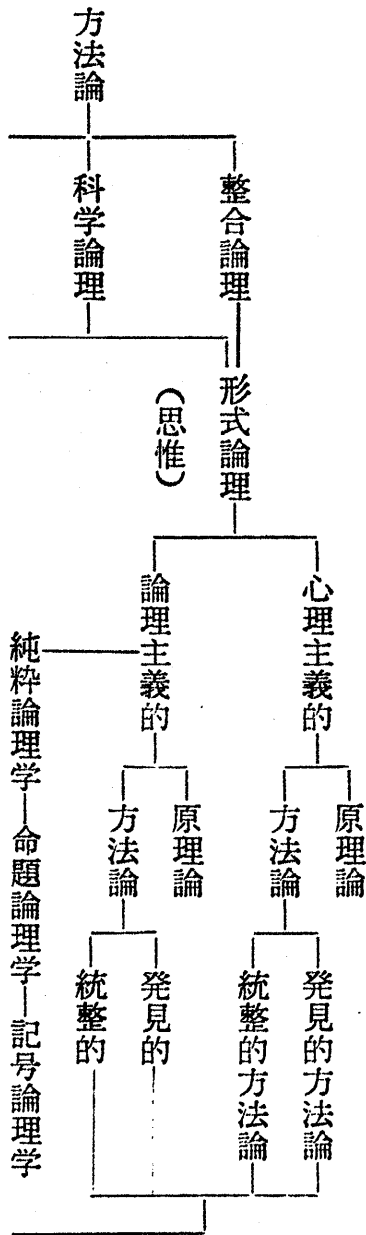 原理論
心理主義的
発見的方法論
方法論
統整的方法論
整合論理
形式論理
（思惟）
原理論
論理主義的
発見的
方法論
統整的
方法論
科学論理
純粋論理学―命題論理学―記号論理学